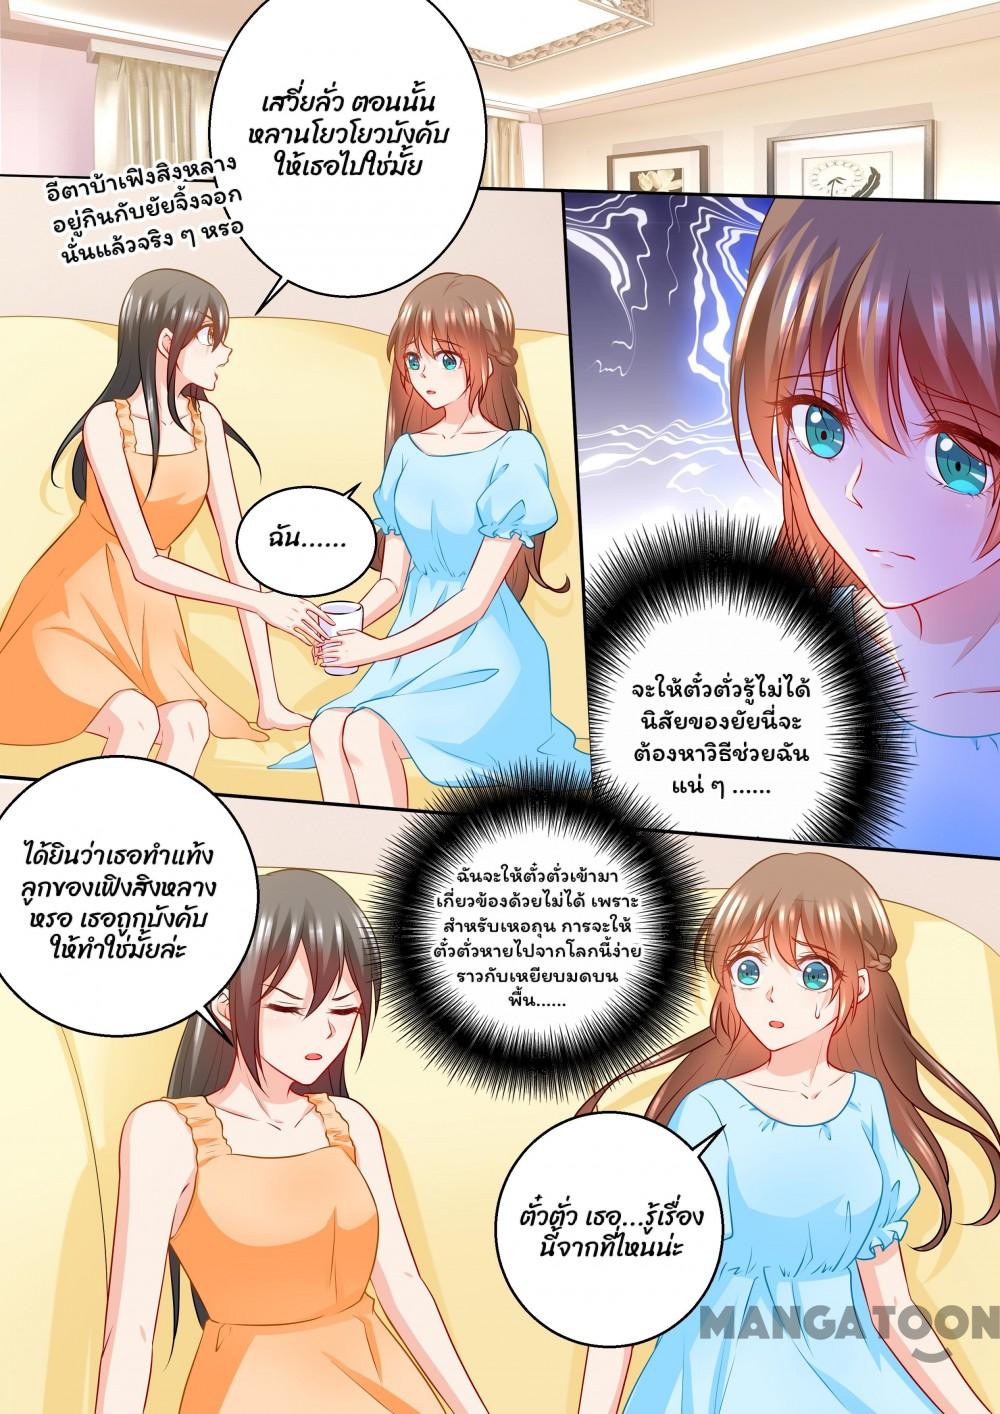 เสวี่ยลั่ว ตอนนั้น
หลานโยวโยวบังคับ
ให้เธอไปใช่มั้ย
อีตาบ้าเฟิงสิงหลาง
อยู่กินกับยัยจิ้งจอก
นั่นแล้วจริง ๆ หรอ
ฉัน......
จะให้ตั๋วตั่วรู้ไม่ได้
นิสัยของยัยนี่จะ
ต้องหาวิธีช่วยฉัน
แน่ ๆ ......
ได้ยินว่าเธอทำแท้ง
ลูกของเฟิงสิงหลาง
หรอ เธอถูกบังคับ
ให้ทำใช่มั้ยล่ะ
ฉันจะให้ตั๋วตั่วเข้ามา
เกี่ยวข้องด้วยไม่ได้ เพราะ
สำหรับเหอถุน การจะให้
ตั๋วตั่วหายไปจากโลกนี้ง่าย
ราวกับเหยียบมดบน
พื้น......
ตั๋วตั่ว เธอ...รู้เรื่อง
นี้จากที่ไหนน่ะ
MANGATOON